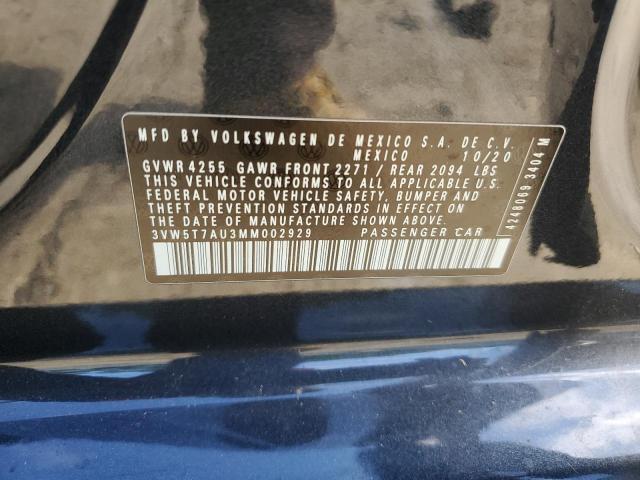 MFD BY VOLKSWAGEN DE MEXICO S.A. DE C.V.
MEXICO 10/20
GVWR 4255 GAWR FRONT 2271 / REAR 2094 LBS
THIS VEHICLE CONFORMS TO ALL APPLICABLE U.S.
FEDERAL MOTOR VEHICLE SAFETY, BUMPER AND
THEFT PREVENTION STANDARDS IN EFFECT ON
THE DATE OF MANUFACTURE SHOWN ABOVE.
3VW5T7AU3MM002929 PASSENGER CAR
4249069 3404 M